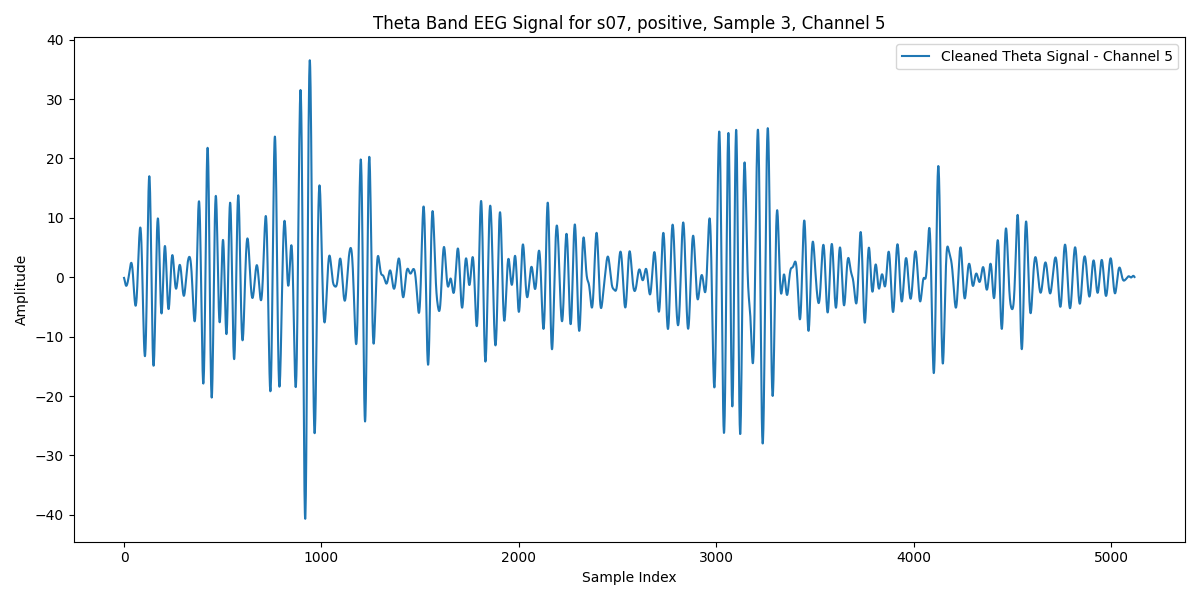 Theta Band EEG Signal for s07, positive, Sample 3, Channel 5
Cleaned Theta Signal - Channel 5
Amplitude
40
30
20
10
0
−10
−20
−30
−40
0 1000 2000 3000 4000 5000
Sample Index